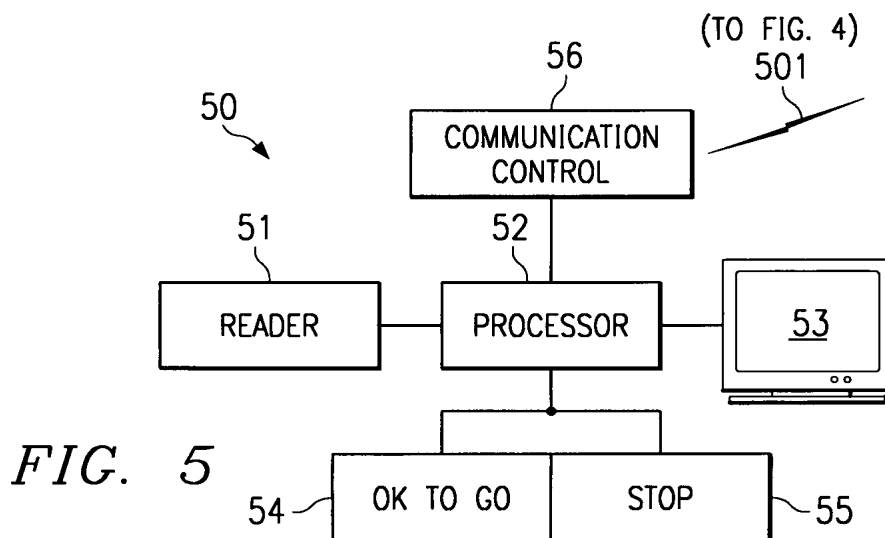 (TO FIG. 4)
501
56
50
COMMUNICATION
CONTROL
51
52
READER
PROCESSOR
53
FIG. 5
54
OK TO GO
STOP
55